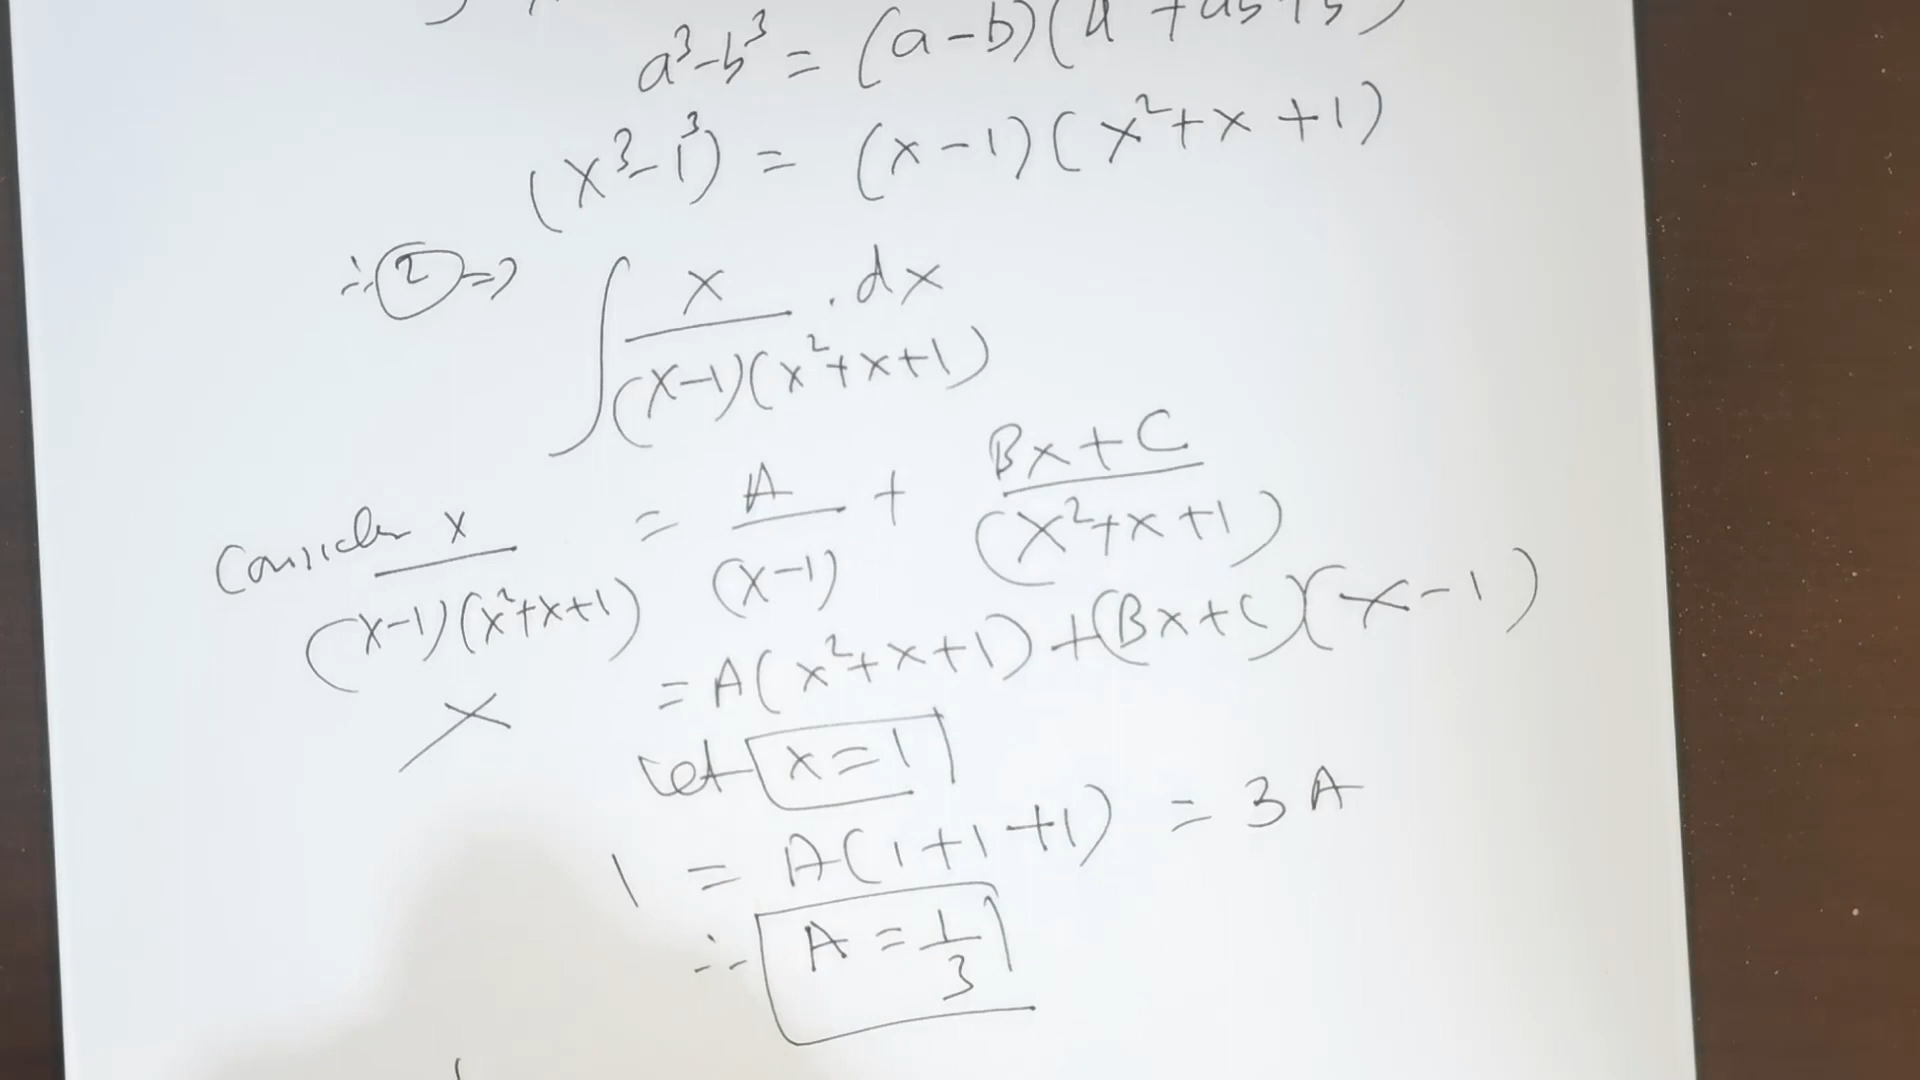 a³-b³ = (a-b)(a + ab + b)
(x³-1³) = (x-1)(x²+x+1)
∴ ② ⇒ ∫ x / (x-1)(x²+x+1) . dx
Consider x / (x-1)(x²+x+1) = A / (x-1) + Bx+C / (x²+x+1)
x = A(x²+x+1)+(Bx+C)(x-1)
Let x=1
1 = A(1+1+1) = 3A
∴ A = 1/3